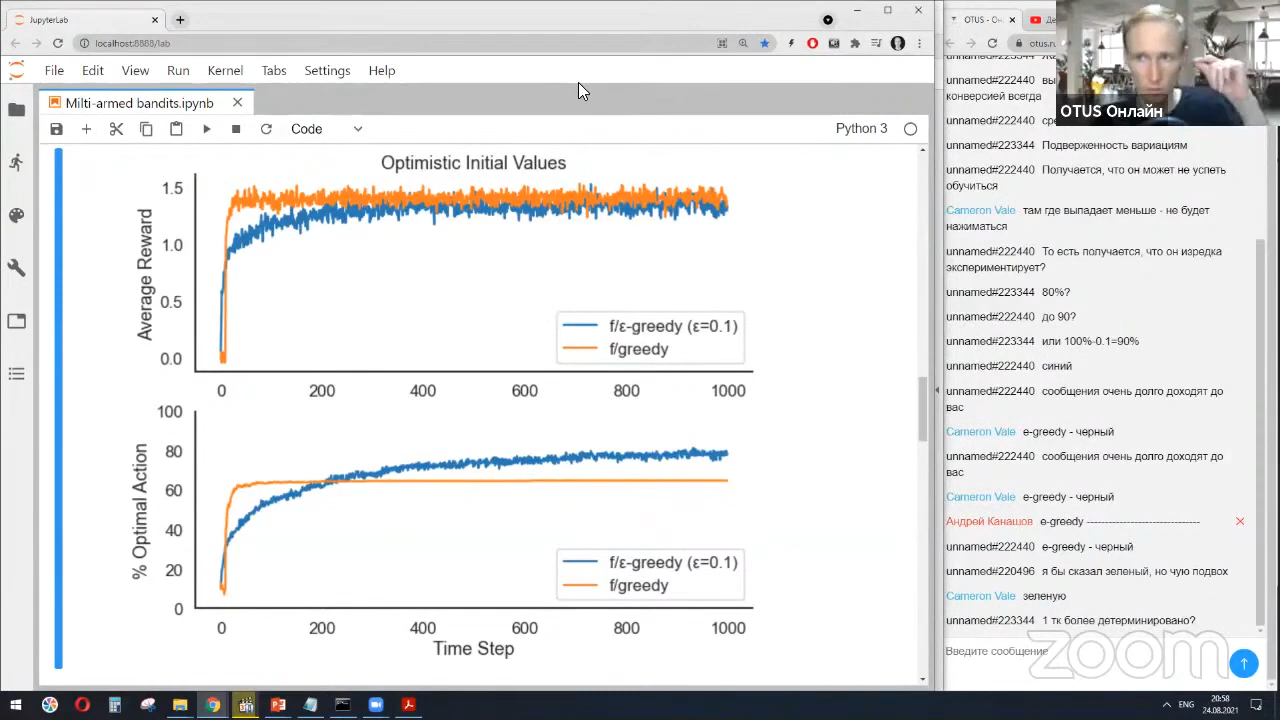 JupyterLab
localhost:8888/lab
OTUS - Он
otus.ru
File Edit View Run Kernel Tabs Settings Help
Milti-armed bandits.ipynb
Code
Python 3
Optimistic Initial Values
Average Reward
1.5
1.0
0.5
0.0
f/ε-greedy (ε=0.1)
f/greedy
0 200 400 600 800 1000
% Optimal Action
100
80
60
40
20
0
f/ε-greedy (ε=0.1)
f/greedy
0 200 400 600 800 1000
Time Step
OTUS Онлайн
unnamed#222440
unnamed#222440
конверсией всегда
unnamed#222440
unnamed#223344 Подверженность вариациям
unnamed#222440 Получается, что он может не успеть
обучиться
Cameron Vale там где выпадает меньше - не будет
нажиматься
unnamed#222440 То есть получается, что он изредка
экспериментирует?
unnamed#223344 80%?
unnamed#222440 до 90?
unnamed#223344 или 100%-0.1=90%
unnamed#222440 синий
unnamed#222440 сообщения очень долго доходят до
вас
Cameron Vale e-greedy - черный
unnamed#222440 сообщения очень долго доходят до
вас
Cameron Vale e-greedy - черный
Андрей Канашов e-greedy -------------------------------
unnamed#222440 e-greedy - черный
unnamed#220496 я бы сказал зеленый, но чую подвох
Cameron Vale зеленую
unnamed#223344 1 тк более детерминировано?
Введите сообщение
zoom
ENG
20:58
24.08.2021